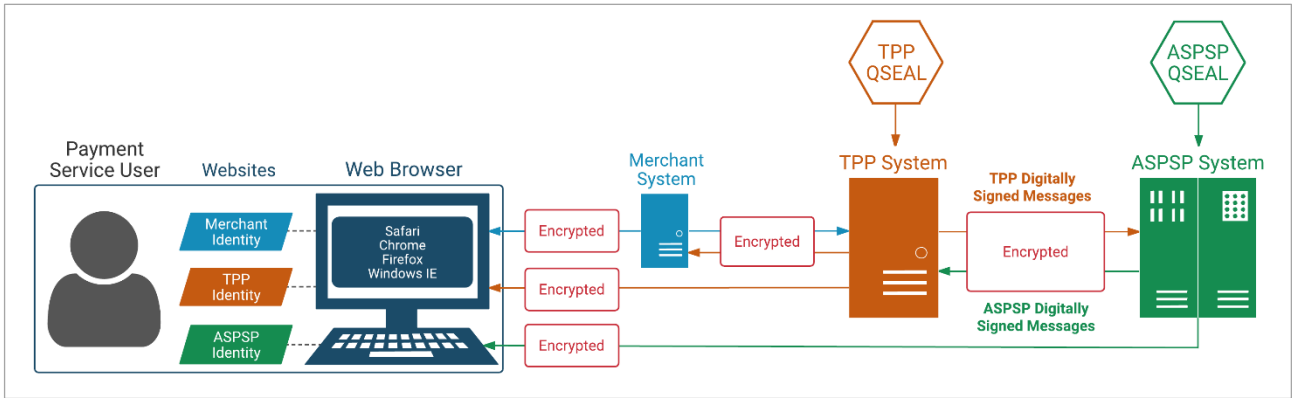 TPP
QSEAL
ASPSP
QSEAL
Payment
Service User
Websites
Web Browser
Merchant
System
TPP System
ASPSP System
TPP Digitally
Signed Messages
Merchant
Identity
Safari
Chrome
Firefox
Windows IE
Encrypted
Encrypted
Encrypted
TPP
Identity
Encrypted
ASPSP Digitally
Signed Messages
ASPSP
Identity
Encrypted